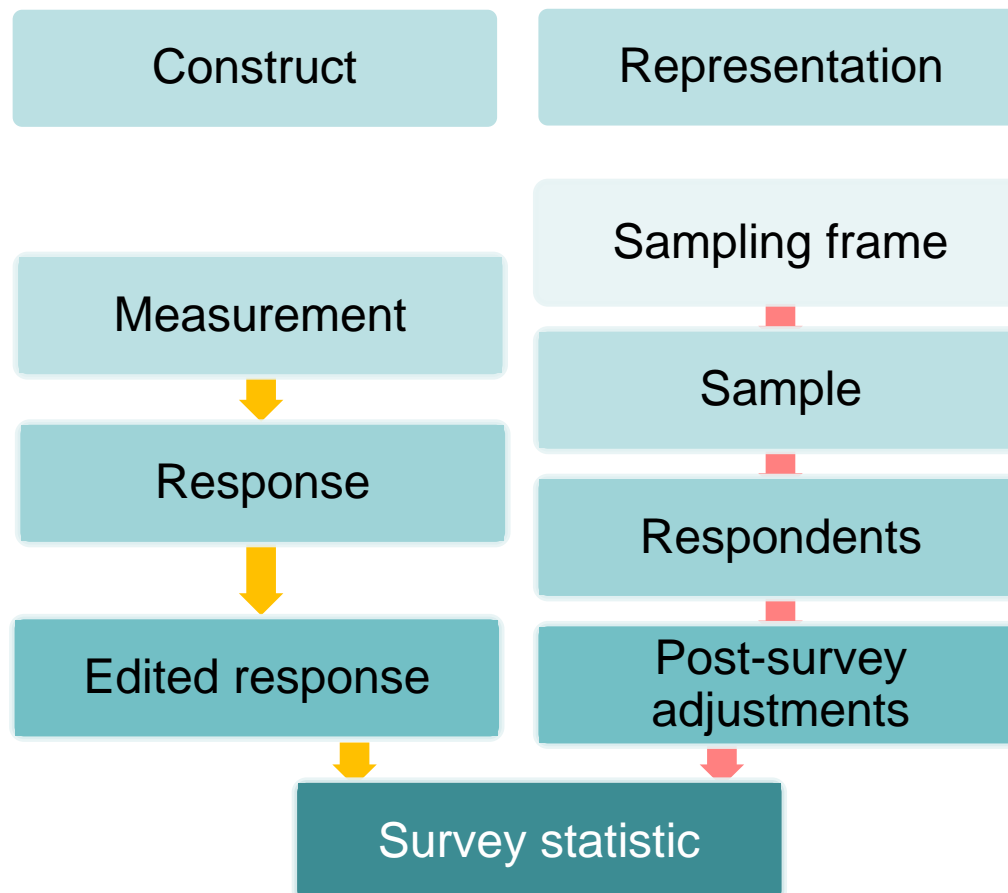 Construct
Representation
Sampling frame
Measurement
Sample
Response
Respondents
Edited response
Post-survey
adjustments
Survey statistic